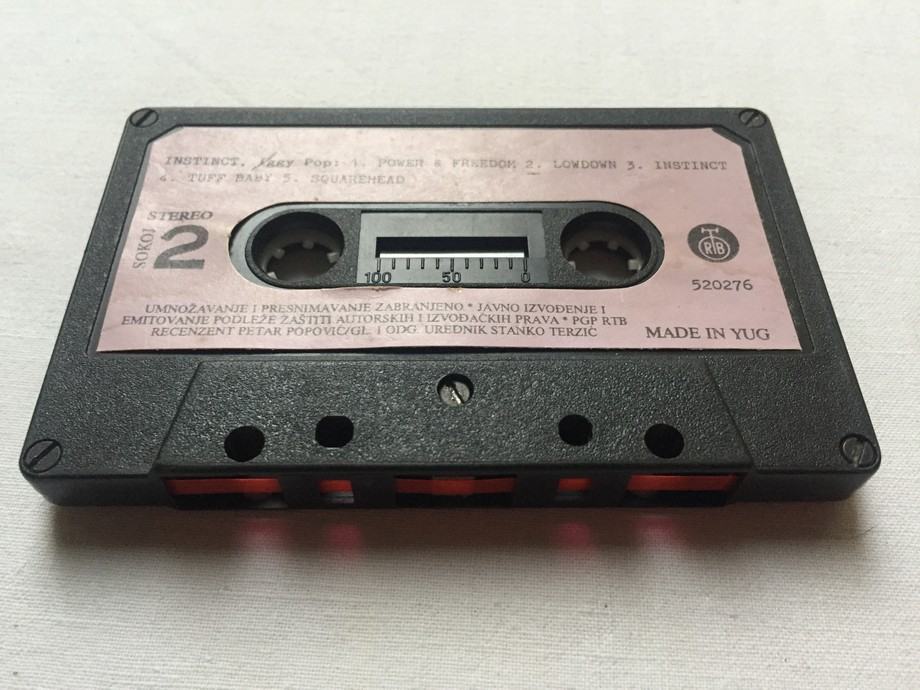 INSTINCT. Iggy Pop: 1. POWER & FREEDOM 2. LOWDOWN 3. INSTINCT
4. TUFF BABY 5. SQUAREHEAD
STEREO
SOKOJ
2
RTB
100 50 0
520276
UMNOŽAVANJE I PRESNIMAVANJE ZABRANJENO * JAVNO IZVOĐENJE I
EMITOVANJE PODLEŽE ZAŠTITI AUTORSKIH I IZVOĐAČKIH PRAVA * PGP RTB
RECENZENT PETAR POPOVIĆ/GL. I ODG. UREDNIK STANKO TERZIĆ
MADE IN YUG